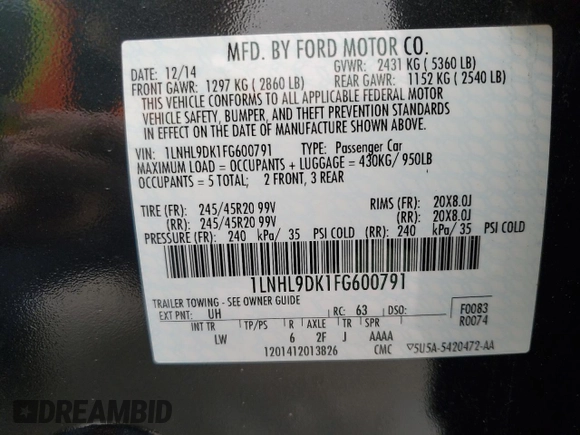 MFD. BY FORD MOTOR CO.
DATE: 12/14 GVWR: 2431 KG ( 5360 LB)
FRONT GAWR: 1297 KG ( 2860 LB) REAR GAWR: 1152 KG ( 2540 LB)
THIS VEHICLE CONFORMS TO ALL APPLICABLE FEDERAL MOTOR
VEHICLE SAFETY, BUMPER, AND THEFT PREVENTION STANDARDS
IN EFFECT ON THE DATE OF MANUFACTURE SHOWN ABOVE.
VIN: 1LNHL9DK1FG600791 TYPE: Passenger Car
MAXIMUM LOAD = OCCUPANTS + LUGGAGE = 430KG/ 950LB
OCCUPANTS = 5 TOTAL; 2 FRONT, 3 REAR
TIRE (FR): 245/45R20 99V RIMS (FR): 20X8.0J
(RR): 245/45R20 99V (RR): 20X8.0J
PRESSURE (FR): 240 kPa/ 35 PSI COLD (RR): 240 kPa/ 35 PSI COLD
1LNHL9DK1FG600791
TRAILER TOWING - SEE OWNER GUIDE
EXT PNT: UH RC: 63 DSO: F0083
R0074
INT TR TP/PS R AXLE TR SPR
LW 6 2F J AAAA
1201412013826 CMC ▽5U5A-5420472-AA
DREAMBID